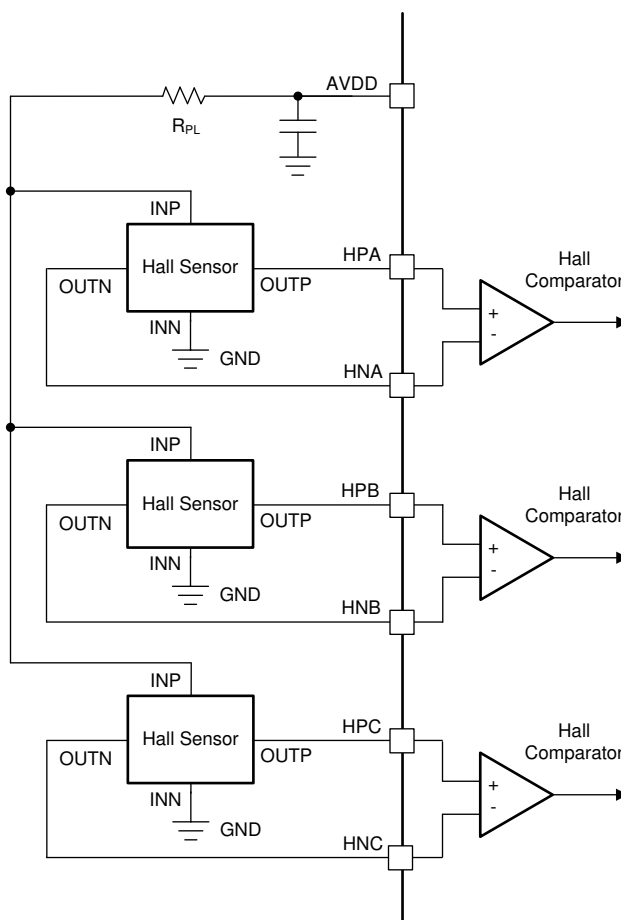 AVDD
RPL
INP
Hall Sensor
OUTN
OUTP
INN
GND
HPA
HNA
Hall
Comparator
+
-
INP
Hall Sensor
OUTN
OUTP
INN
GND
HPB
HNB
Hall
Comparator
+
-
INP
Hall Sensor
OUTN
OUTP
INN
GND
HPC
HNC
Hall
Comparator
+
-